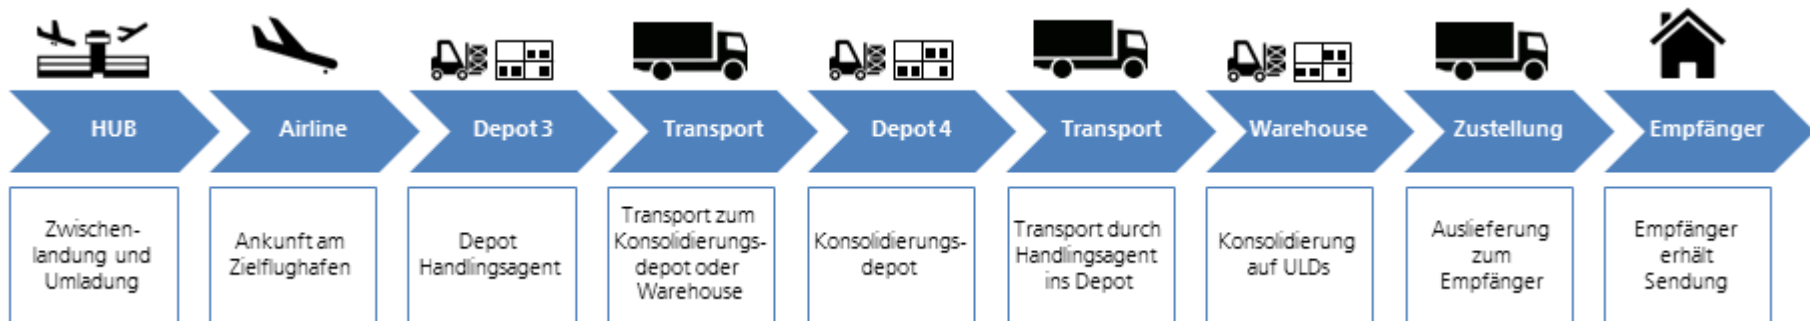 HUB
Airline
Depot 3
Transport
Depot 4
Transport
Warehouse
Zustellung
Empfänger
Zwischen-
landung und
Umladung
Ankunft am
Zielflughafen
Depot
Handlingsagent
Transport zum
Konsolidierungs-
depot oder
Warehouse
Konsolidierungs-
depot
Transport durch
Handlingsagent
ins Depot
Konsolidierung
auf ULDs
Auslieferung
zum
Empfänger
Empfänger
erhält
Sendung